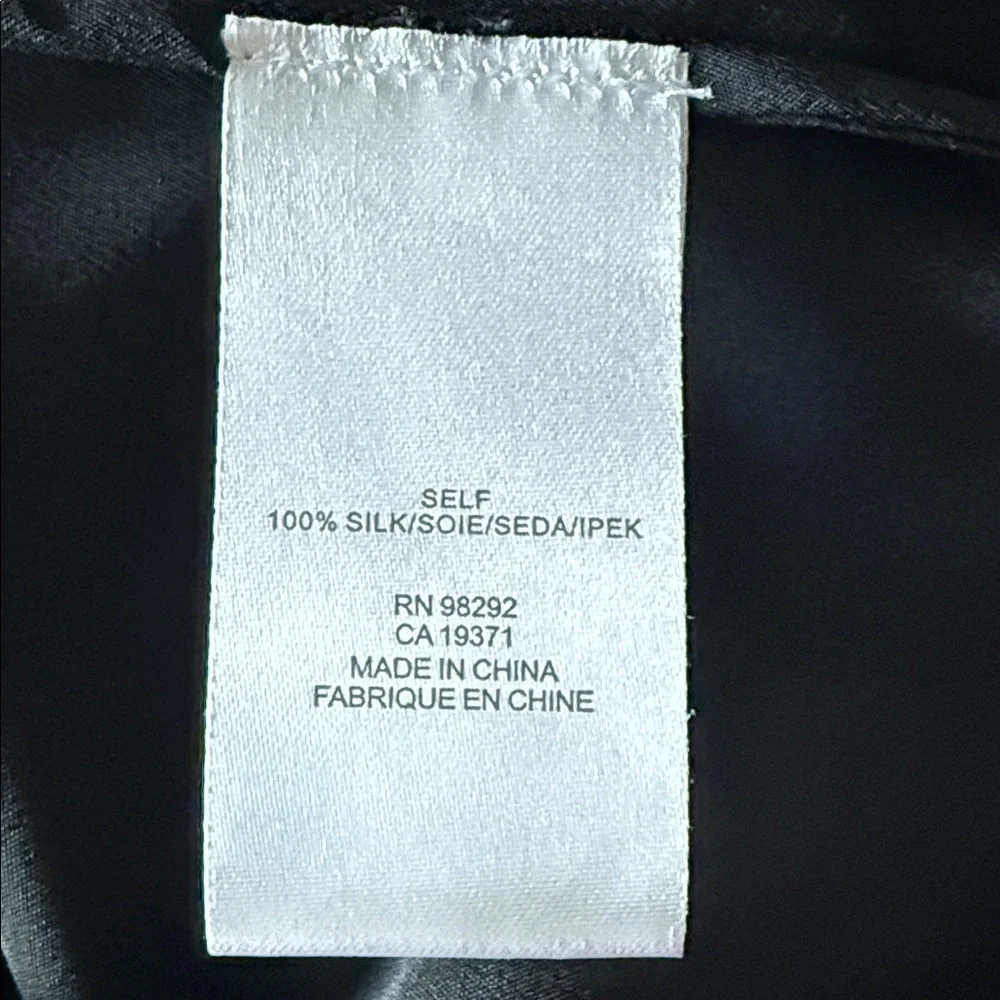 SELF
100% SILK/SOIE/SEDA/IPEK
RN 98292
CA 19371
MADE IN CHINA
FABRIQUE EN CHINE